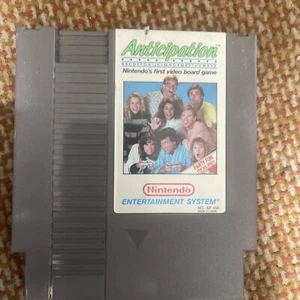 Anticipation
Nintendo's first video board game
Nintendo
ENTERTAINMENT SYSTEM